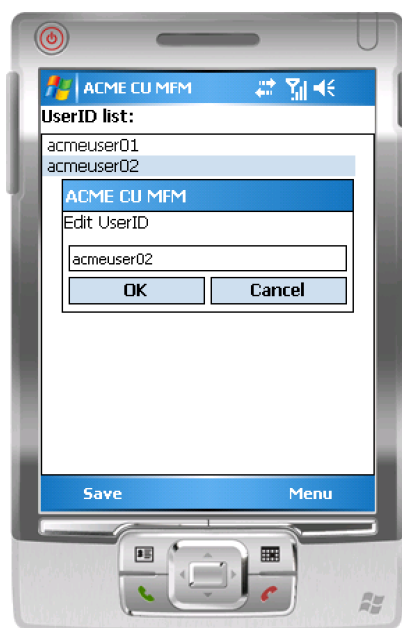 ACME CU MFM
UserID list:
acmeuser01
acmeuser02
ACME CU MFM
Edit UserID
acmeuser02
OK Cancel
Save Menu